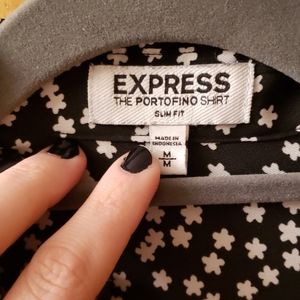 EXPRESS
THE PORTOFINO SHIRT
SLIM FIT
MADE IN
INDONESIA
M
M